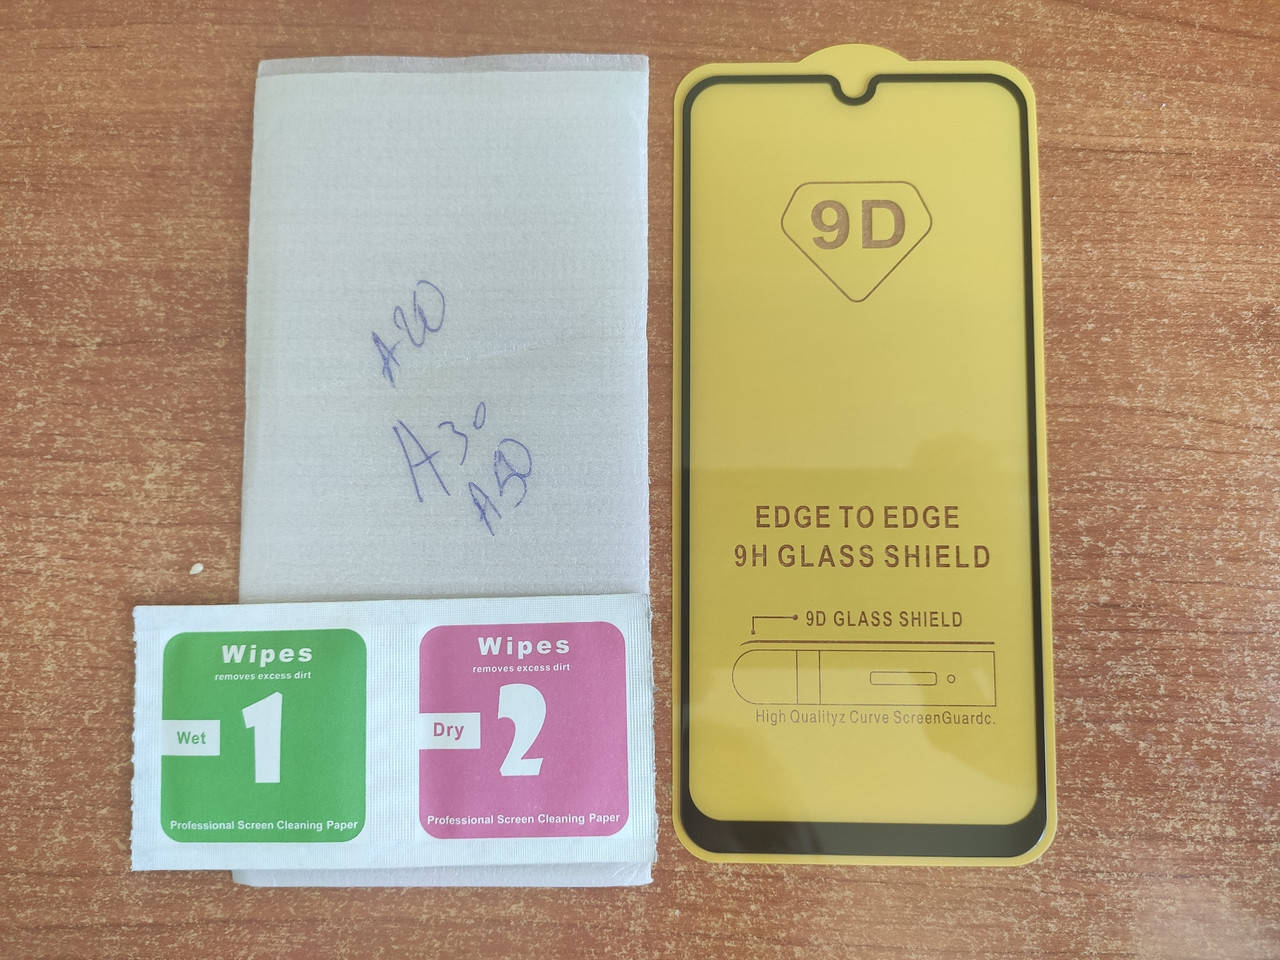 A20
A30
A50
Wipes
removes excess dirt
1
Wet
Professional Screen Cleaning Paper
Wipes
removes excess dirt
2
Dry
Professional Screen Cleaning Paper
9D
EDGE TO EDGE
9H GLASS SHIELD
9D GLASS SHIELD
High Qualityz Curve ScreenGuardc.